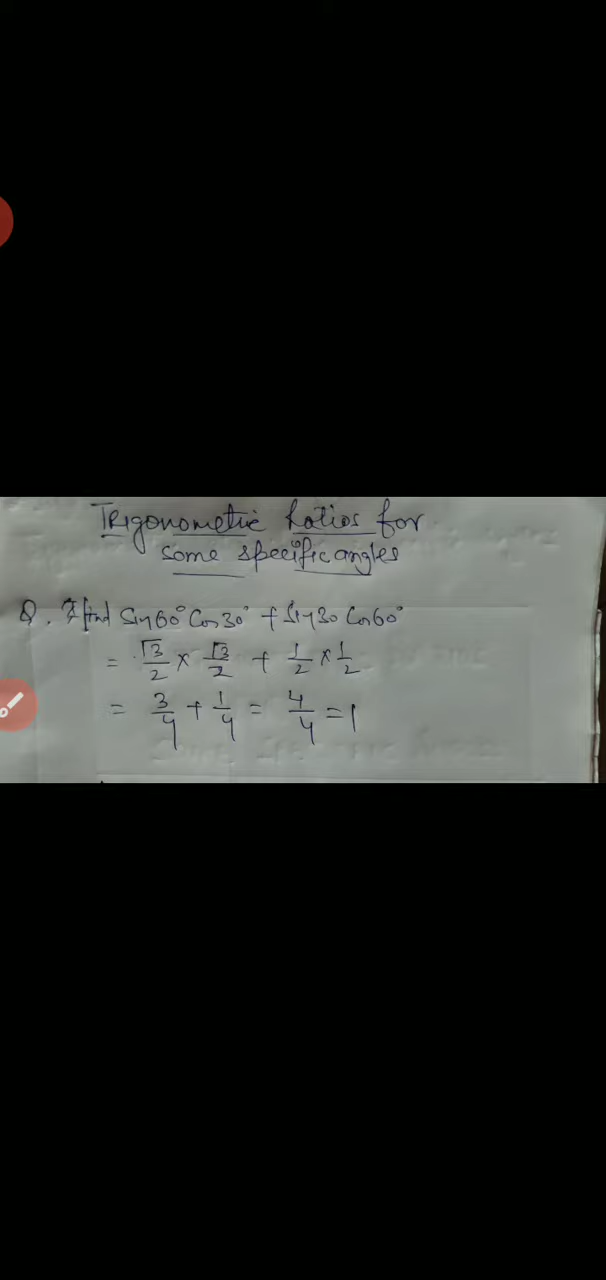 Trigonometric Ratios for
some specific angles
Q. find Sin60° Cos30° + Sin30 Cos60°
= √3/2 × √3/2 + 1/2 × 1/2
= 3/4 + 1/4 = 4/4 = 1